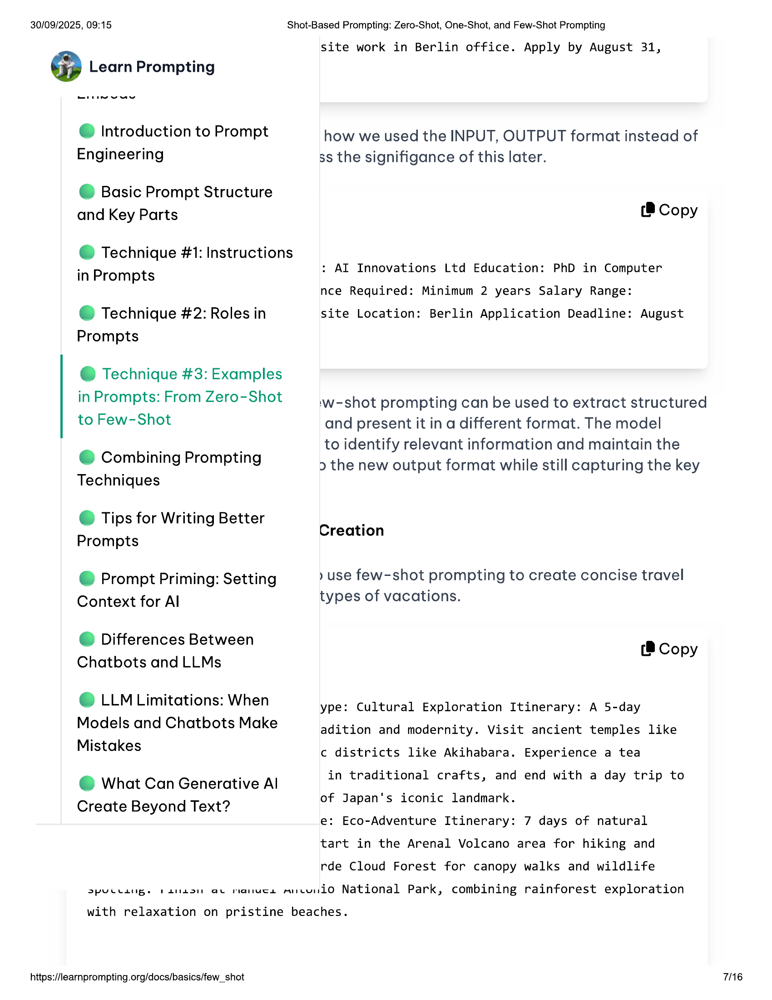 30/09/2025, 09:15
Shot-Based Prompting: Zero-Shot, One-Shot, and Few-Shot Prompting
Learn Prompting
Introduction to Prompt
Engineering
Basic Prompt Structure
and Key Parts
Technique #1: Instructions
in Prompts
Technique #2: Roles in
Prompts
Technique #3: Examples
in Prompts: From Zero-Shot
to Few-Shot
Combining Prompting
Techniques
Tips for Writing Better
Prompts
Prompt Priming: Setting
Context for AI
Differences Between
Chatbots and LLMs
LLM Limitations: When
Models and Chatbots Make
Mistakes
What Can Generative AI
Create Beyond Text?
site work in Berlin office. Apply by August 31,
how we used the INPUT, OUTPUT format instead of
ss the signifigance of this later.
Copy
: AI Innovations Ltd Education: PhD in Computer
nce Required: Minimum 2 years Salary Range:
site Location: Berlin Application Deadline: August
ew-shot prompting can be used to extract structured
and present it in a different format. The model
to identify relevant information and maintain the
o the new output format while still capturing the key
Creation
o use few-shot prompting to create concise travel
types of vacations.
Copy
ype: Cultural Exploration Itinerary: A 5-day
adition and modernity. Visit ancient temples like
c districts like Akihabara. Experience a tea
in traditional crafts, and end with a day trip to
of Japan's iconic landmark.
e: Eco-Adventure Itinerary: 7 days of natural
tart in the Arenal Volcano area for hiking and
rde Cloud Forest for canopy walks and wildlife
spotting. Finish at Manuel Antonio National Park, combining rainforest exploration
with relaxation on pristine beaches.
https://learnprompting.org/docs/basics/few_shot
7/16